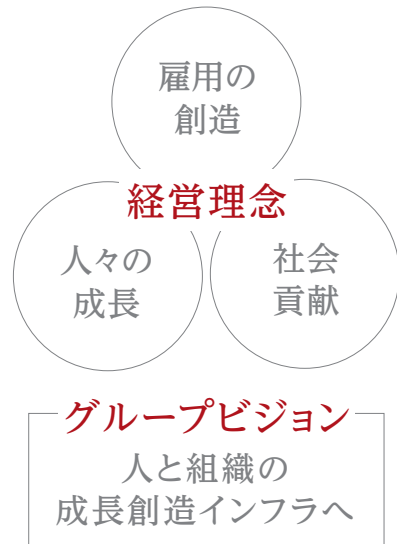 雇用の
創造
経営理念
人々の
成長
社会
貢献
グループビジョン
人と組織の
成長創造インフラへ